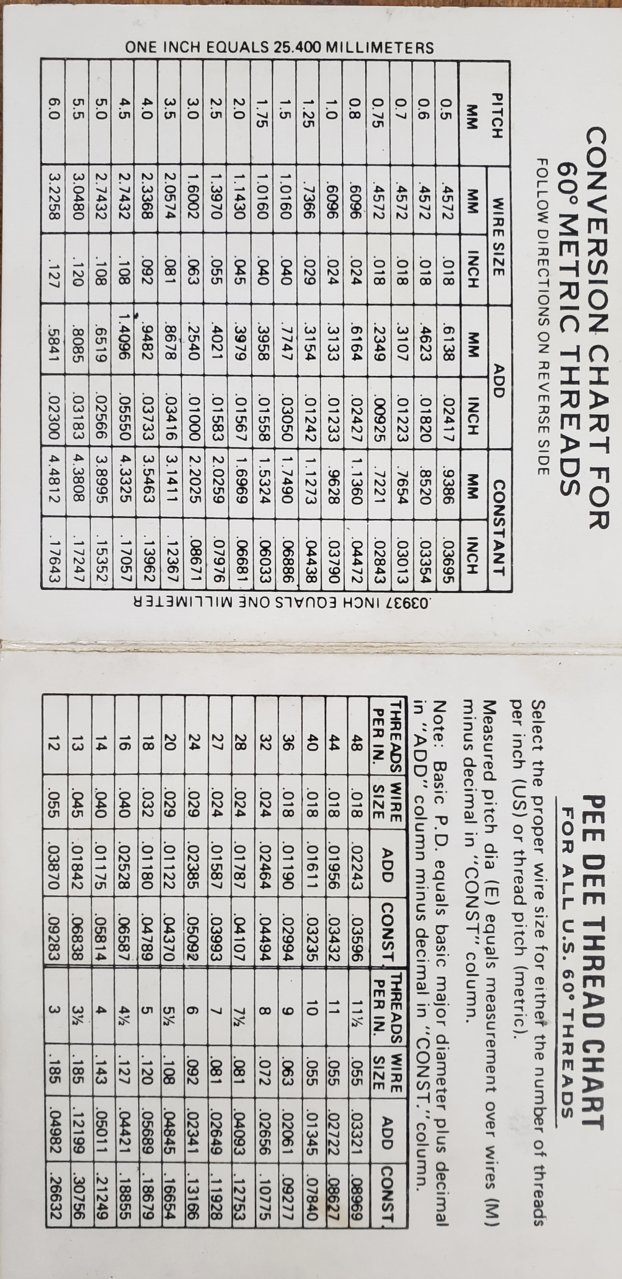 CONVERSION CHART FOR
60° METRIC THREADS
FOLLOW DIRECTIONS ON REVERSE SIDE
ONE INCH EQUALS 25.400 MILLIMETERS
PITCH WIRE SIZE ADD CONSTANT
MM MM INCH MM INCH MM INCH
0.5 .4572 .018 .6138 .02417 .9386 .03695
0.6 .4572 .018 .4623 .01820 .8520 .03354
0.7 .4572 .018 .3107 .01223 .7654 .03013
0.75 .4572 .018 .2349 .00925 .7221 .02843
0.8 .6096 .024 .6164 .02427 1.1360 .04472
1.0 .6096 .024 .3133 .01233 .9628 .03790
1.25 .7366 .029 .3154 .01242 1.1273 .04438
1.5 1.0160 .040 .7747 .03050 1.7490 .06886
1.75 1.0160 .040 .3958 .01558 1.5324 .06033
2.0 1.1430 .045 .3979 .01567 1.6969 .06681
2.5 1.3970 .055 .4021 .01583 2.0259 .07976
3.0 1.6002 .063 .2540 .01000 2.2025 .08671
3.5 2.0574 .081 .8678 .03416 3.1411 .12367
4.0 2.3368 .092 .9482 .03733 3.5463 .13962
4.5 2.7432 .108 1.4096 .05550 4.3325 .17057
5.0 2.7432 .108 .6519 .02566 3.8995 .15352
5.5 3.0480 .120 .8085 .03183 4.3808 .17247
6.0 3.2258 .127 .5841 .02300 4.4812 .17643
.03937 INCH EQUALS ONE MILLIMETER
PEE DEE THREAD CHART
FOR ALL U.S. 60° THREADS
Select the proper wire size for either the number of threads
per inch (US) or thread pitch (metric).
Measured pitch dia (E) equals measurement over wires (M)
minus decimal in "CONST" column.
Note: Basic P.D. equals basic major diameter plus decimal
in "ADD" column minus decimal in "CONST." column.
THREADS WIRE ADD CONST. THREADS WIRE ADD CONST.
PER IN. SIZE PER IN. SIZE
48 .018 .02243 .03596 11½ .055 .03321 .08969
44 .018 .01956 .03432 11 .055 .02722 .08627
40 .018 .01611 .03235 10 .055 .01345 .07840
36 .018 .01190 .02994 9 .063 .02061 .09277
32 .024 .02464 .04494 8 .072 .02656 .10775
28 .024 .01787 .04107 7½ .081 .04093 .12753
27 .024 .01587 .03993 7 .081 .02649 .11928
24 .029 .02385 .05092 6 .092 .02341 .13166
20 .029 .01122 .04370 5½ .108 .04845 .16654
18 .032 .01180 .04789 5 .120 .05689 .18679
16 .040 .02528 .06587 4½ .127 .04421 .18855
14 .040 .01175 .05814 4 .143 .05011 .21249
13 .045 .01842 .06838 3½ .185 .12199 .30756
12 .055 .03870 .09283 3 .185 .04982 .26632